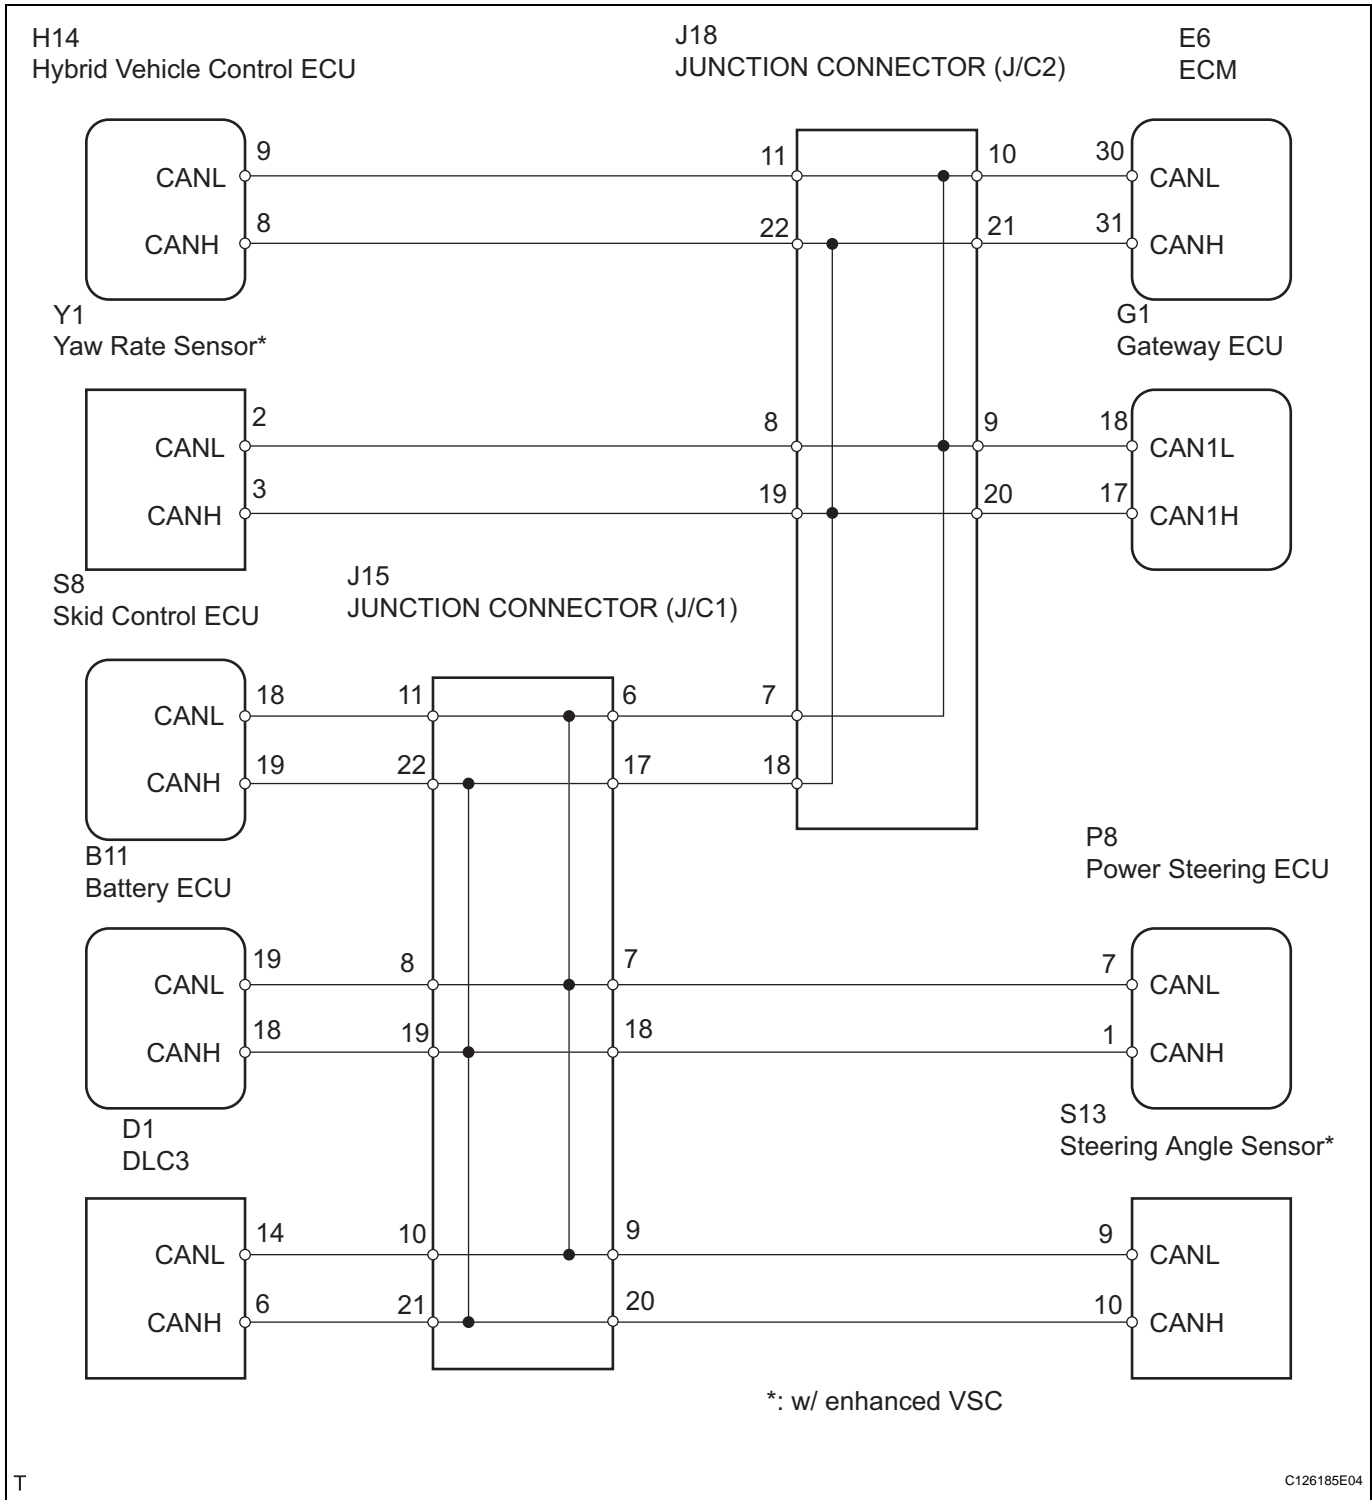 H14
Hybrid Vehicle Control ECU
J18
JUNCTION CONNECTOR (J/C2)
E6
ECM
9
11
10
30
CANL
CANL
8
22
21
31
CANH
CANH
Y1
Yaw Rate Sensor*
G1
Gateway ECU
2
8
9
18
CANL
CAN1L
3
19
20
17
CANH
CAN1H
S8
Skid Control ECU
J15
JUNCTION CONNECTOR (J/C1)
18
11
6
7
CANL
19
22
17
18
CANH
B11
Battery ECU
P8
Power Steering ECU
19
8
7
7
CANL
CANL
18
19
18
1
CANH
CANH
D1
DLC3
S13
Steering Angle Sensor*
14
10
9
9
CANL
CANL
6
21
20
10
CANH
CANH
*: w/ enhanced VSC
T
C126185E04